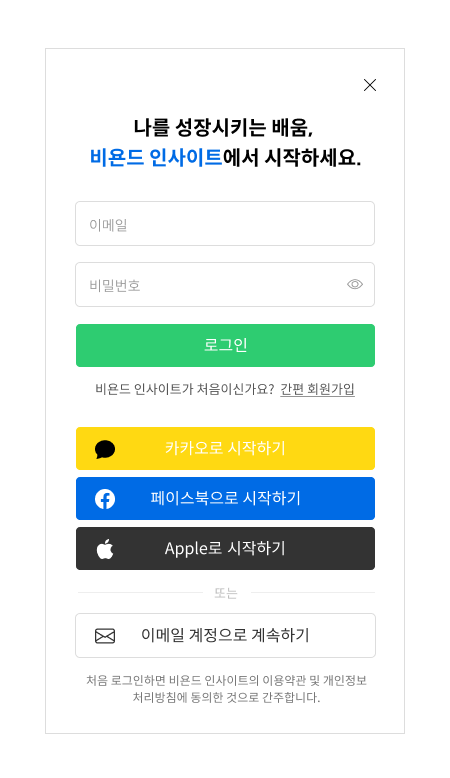 나를 성장시키는 배움,
비욘드 인사이트에서 시작하세요.
이메일
비밀번호
로그인
비욘드 인사이트가 처음이신가요? 간편 회원가입
카카오로 시작하기
페이스북으로 시작하기
Apple로 시작하기
또는
이메일 계정으로 계속하기
처음 로그인하면 비욘드 인사이트의 이용약관 및 개인정보
처리방침에 동의한 것으로 간주합니다.